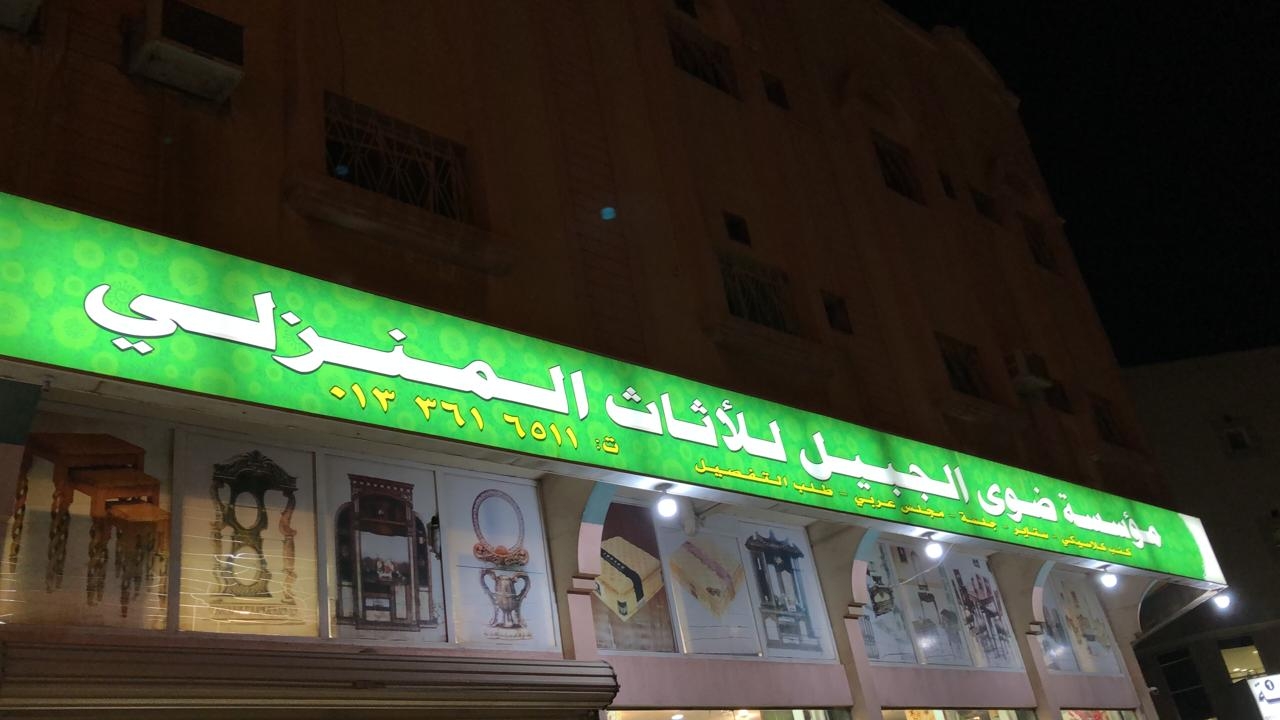 مؤسسة ضوى الجبيل للأثاث المنزلي
كنب كلاسيكي - ستاير - جلسة - مجلس عربي - طلب التفصيل
ت: ٦٥١١ ٣٦١ ٠١٣